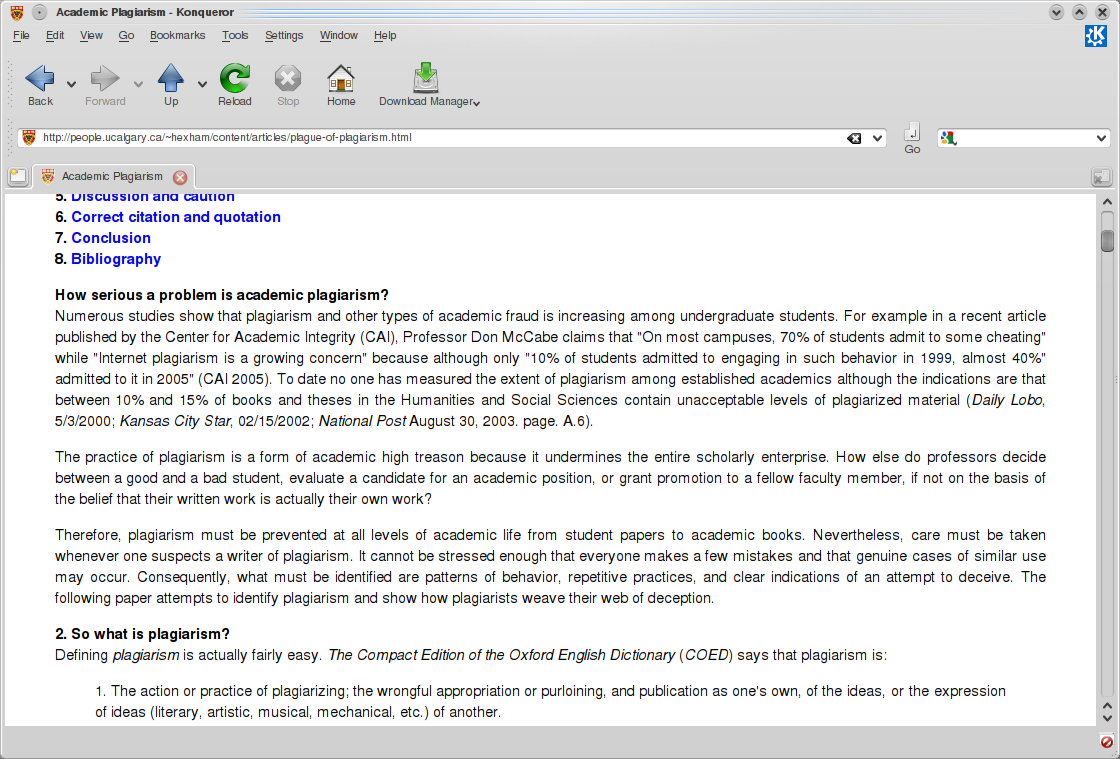 Academic Plagiarism - Konqueror
File Edit View Go Bookmarks Tools Settings Window Help
Back Forward Up Reload Stop Home Download Manager
http://people.ucalgary.ca/~hexham/content/articles/plague-of-plagiarism.html
Go
Academic Plagiarism
5. Discussion and caution
6. Correct citation and quotation
7. Conclusion
8. Bibliography
How serious a problem is academic plagiarism?
Numerous studies show that plagiarism and other types of academic fraud is increasing among undergraduate students. For example in a recent article
published by the Center for Academic Integrity (CAI), Professor Don McCabe claims that "On most campuses, 70% of students admit to some cheating"
while "Internet plagiarism is a growing concern" because although only "10% of students admitted to engaging in such behavior in 1999, almost 40%"
admitted to it in 2005" (CAI 2005). To date no one has measured the extent of plagiarism among established academics although the indications are that
between 10% and 15% of books and theses in the Humanities and Social Sciences contain unacceptable levels of plagiarized material (Daily Lobo,
5/3/2000; Kansas City Star, 02/15/2002; National Post August 30, 2003. page. A.6).
The practice of plagiarism is a form of academic high treason because it undermines the entire scholarly enterprise. How else do professors decide
between a good and a bad student, evaluate a candidate for an academic position, or grant promotion to a fellow faculty member, if not on the basis of
the belief that their written work is actually their own work?
Therefore, plagiarism must be prevented at all levels of academic life from student papers to academic books. Nevertheless, care must be taken
whenever one suspects a writer of plagiarism. It cannot be stressed enough that everyone makes a few mistakes and that genuine cases of similar use
may occur. Consequently, what must be identified are patterns of behavior, repetitive practices, and clear indications of an attempt to deceive. The
following paper attempts to identify plagiarism and show how plagiarists weave their web of deception.
2. So what is plagiarism?
Defining plagiarism is actually fairly easy. The Compact Edition of the Oxford English Dictionary (COED) says that plagiarism is:
1. The action or practice of plagiarizing; the wrongful appropriation or purloining, and publication as one's own, of the ideas, or the expression
of ideas (literary, artistic, musical, mechanical, etc.) of another.